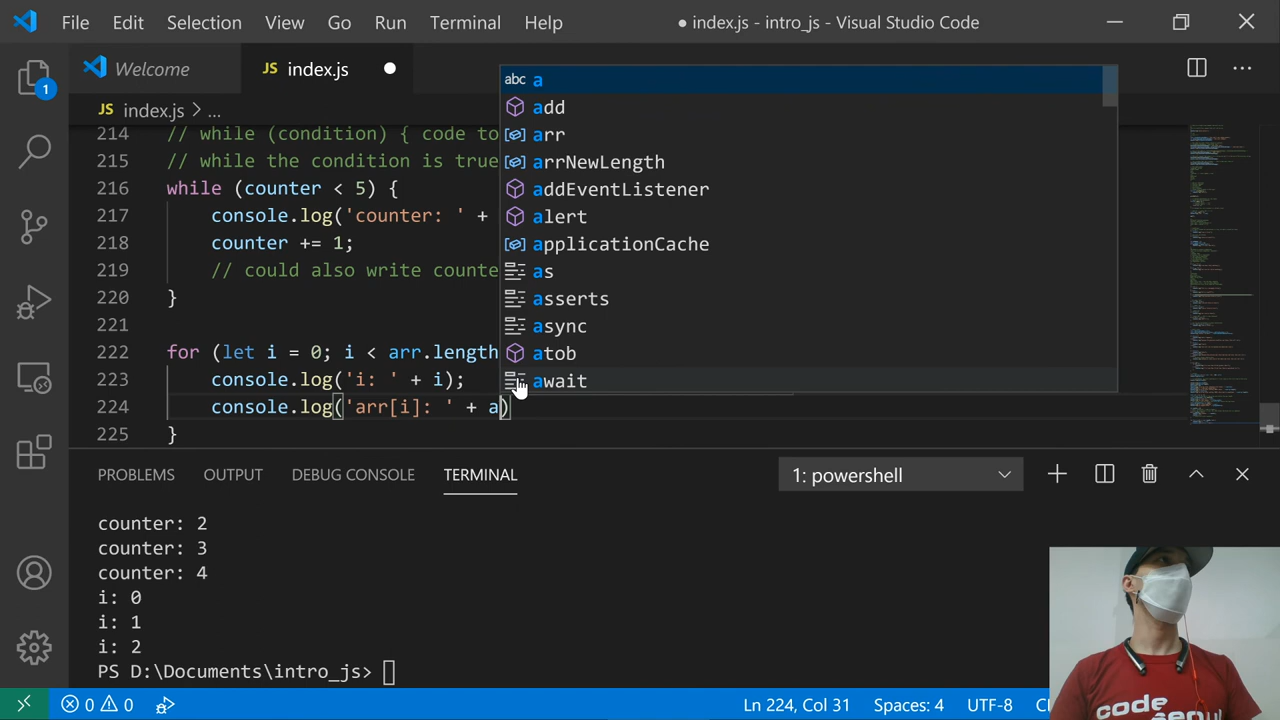 File Edit Selection View Go Run Terminal Help ● index.js - intro_js - Visual Studio Code
Welcome JS index.js
JS index.js > ...
1
214 // while (condition) { code to
215 // while the condition is true
216 while (counter < 5) {
217 console.log('counter: ' +
218 counter += 1;
219 // could also write counte
220 }
221
222 for (let i = 0; i < arr.length
223 console.log('i: ' + i);
224 console.log('arr[i]: ' + a)
225 }
abc a
add
arr
arrNewLength
addEventListener
alert
applicationCache
as
asserts
async
atob
await
PROBLEMS OUTPUT DEBUG CONSOLE TERMINAL 1: powershell
counter: 2
counter: 3
counter: 4
i: 0
i: 1
i: 2
PS D:\Documents\intro_js>
code
0 0 Ln 224, Col 31 Spaces: 4 UTF-8